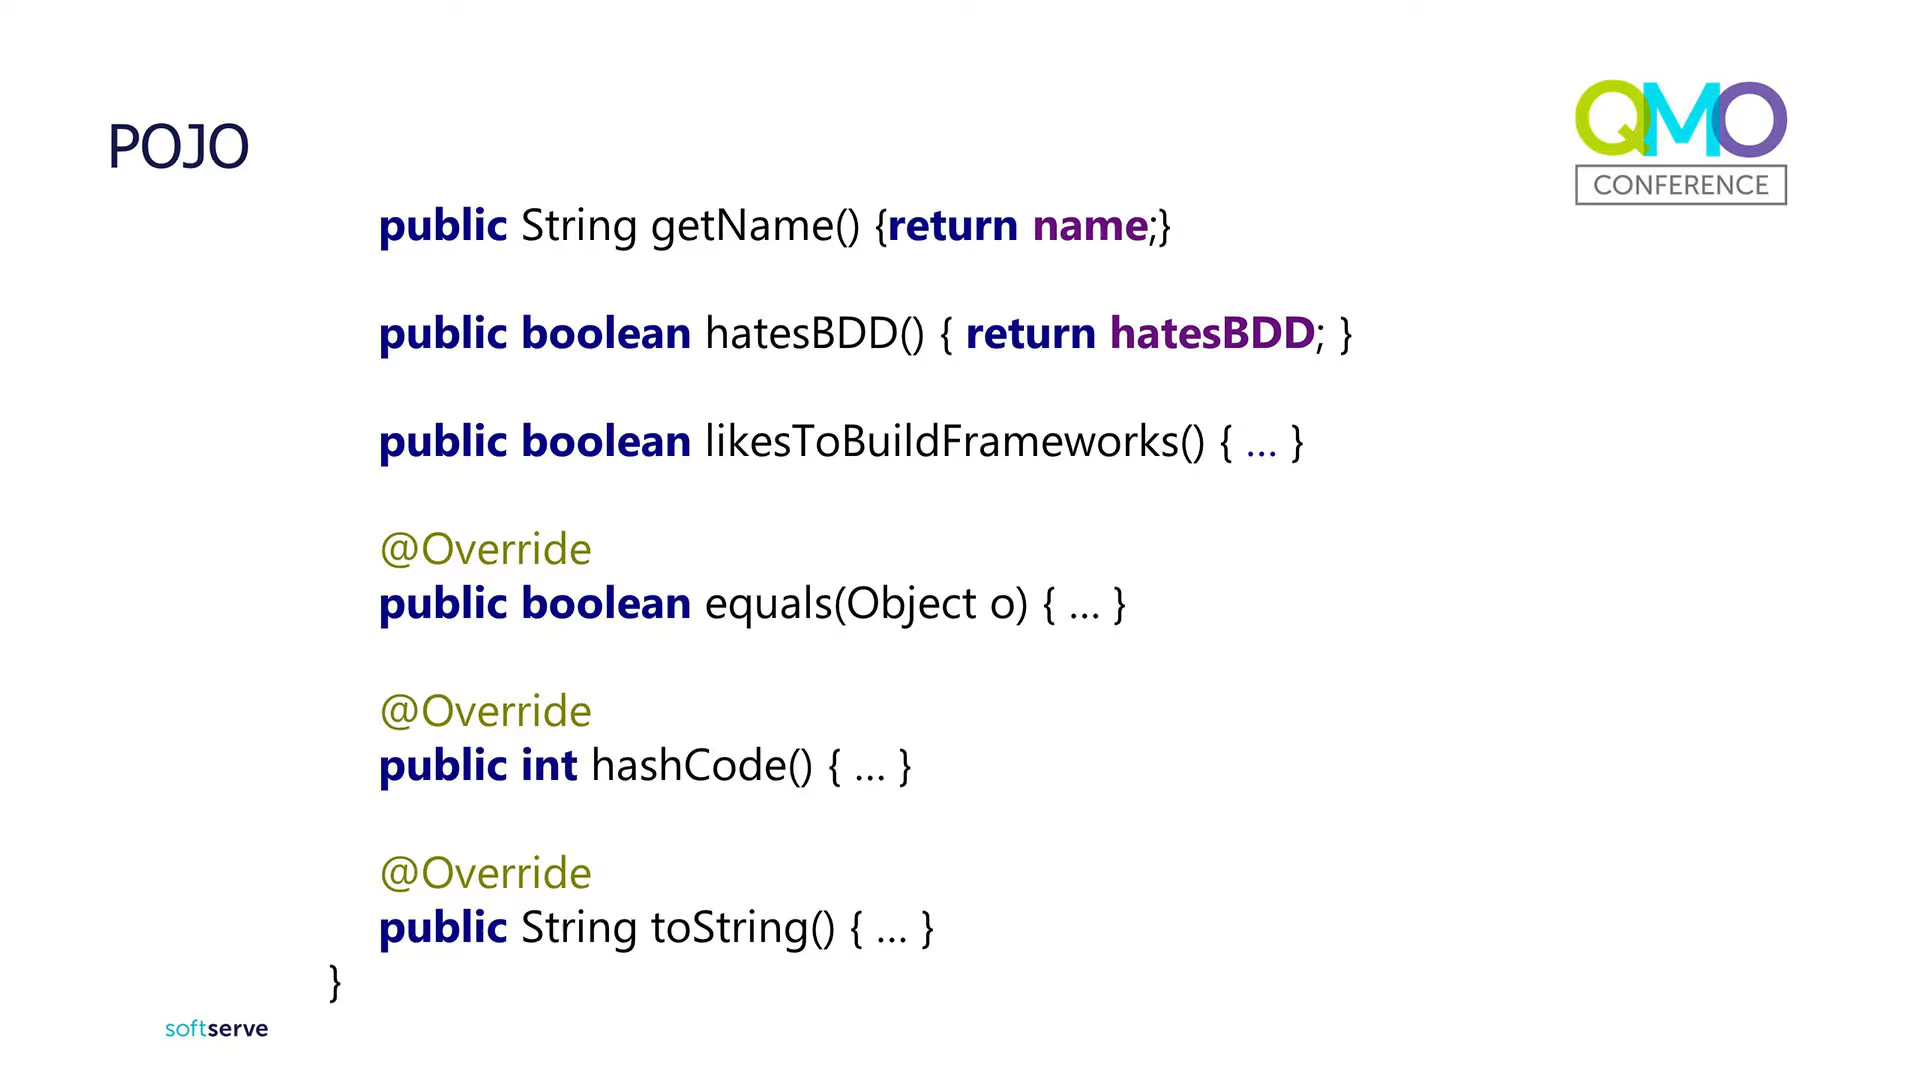 QMO
CONFERENCE
POJO
public String getName() {return name;}
public boolean hatesBDD() { return hatesBDD; }
public boolean likesToBuildFrameworks() { ... }
@Override
public boolean equals(Object o) { ... }
@Override
public int hashCode() { ... }
@Override
public String toString() { ... }
}
softserve